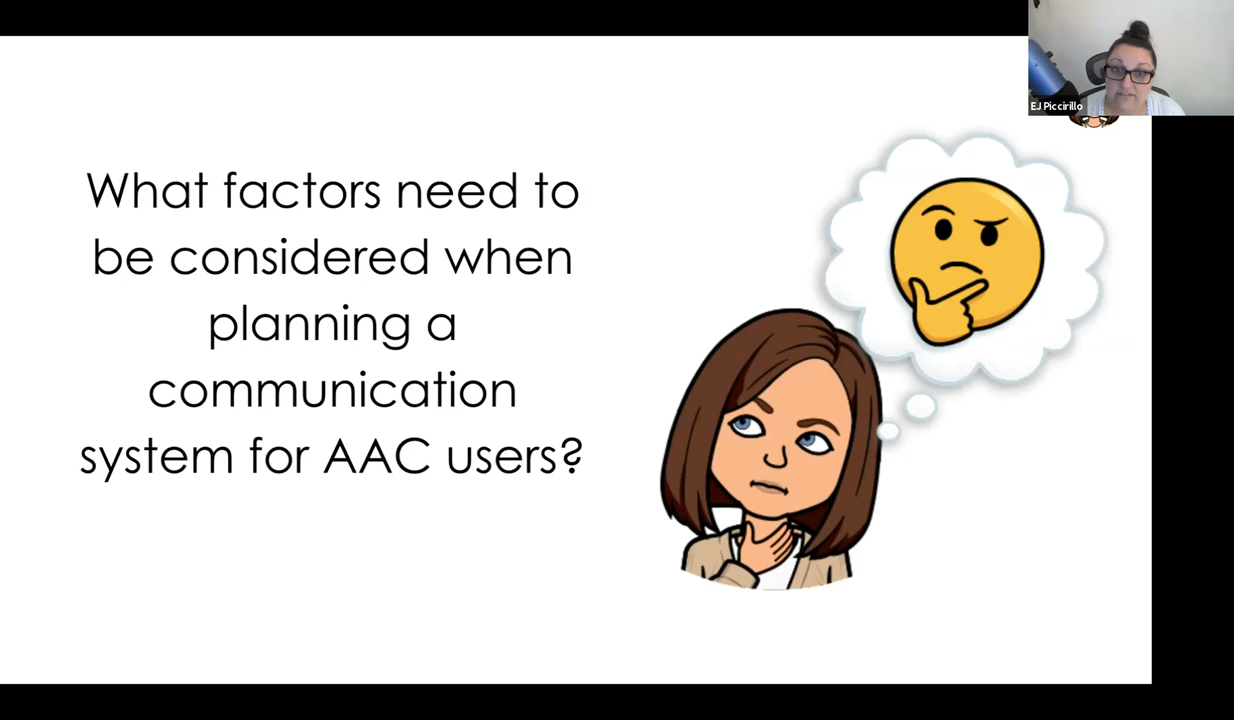 EJ Piccirillo
What factors need to
be considered when
planning a
communication
system for AAC users?